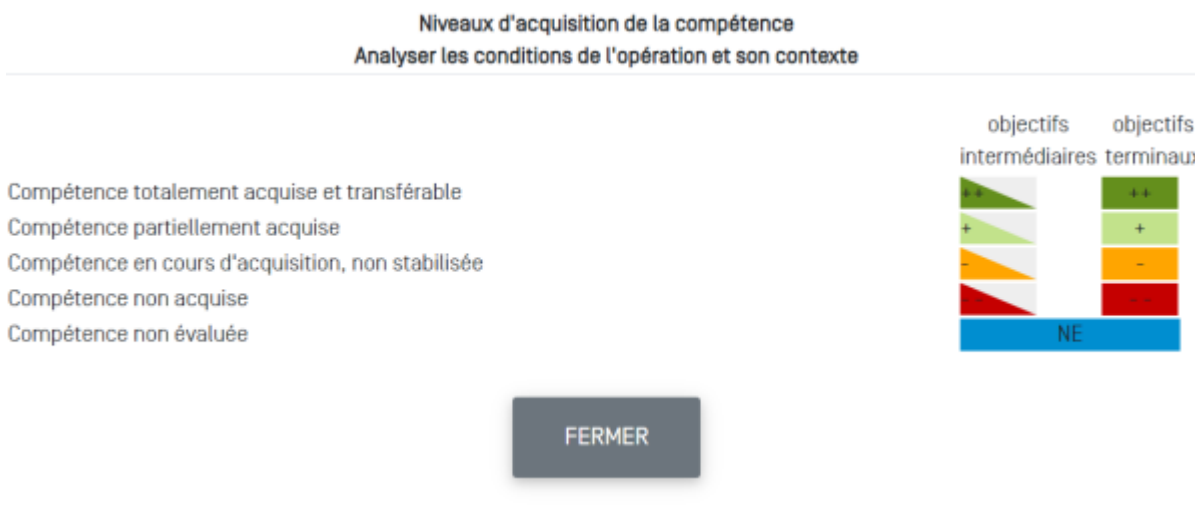 Niveaux d'acquisition de la compétence
Analyser les conditions de l'opération et son contexte
objectifs objectifs
intermédiaires terminaux
Compétence totalement acquise et transférable ++ ++
Compétence partiellement acquise + +
Compétence en cours d'acquisition, non stabilisée - -
Compétence non acquise -- --
Compétence non évaluée NE
FERMER